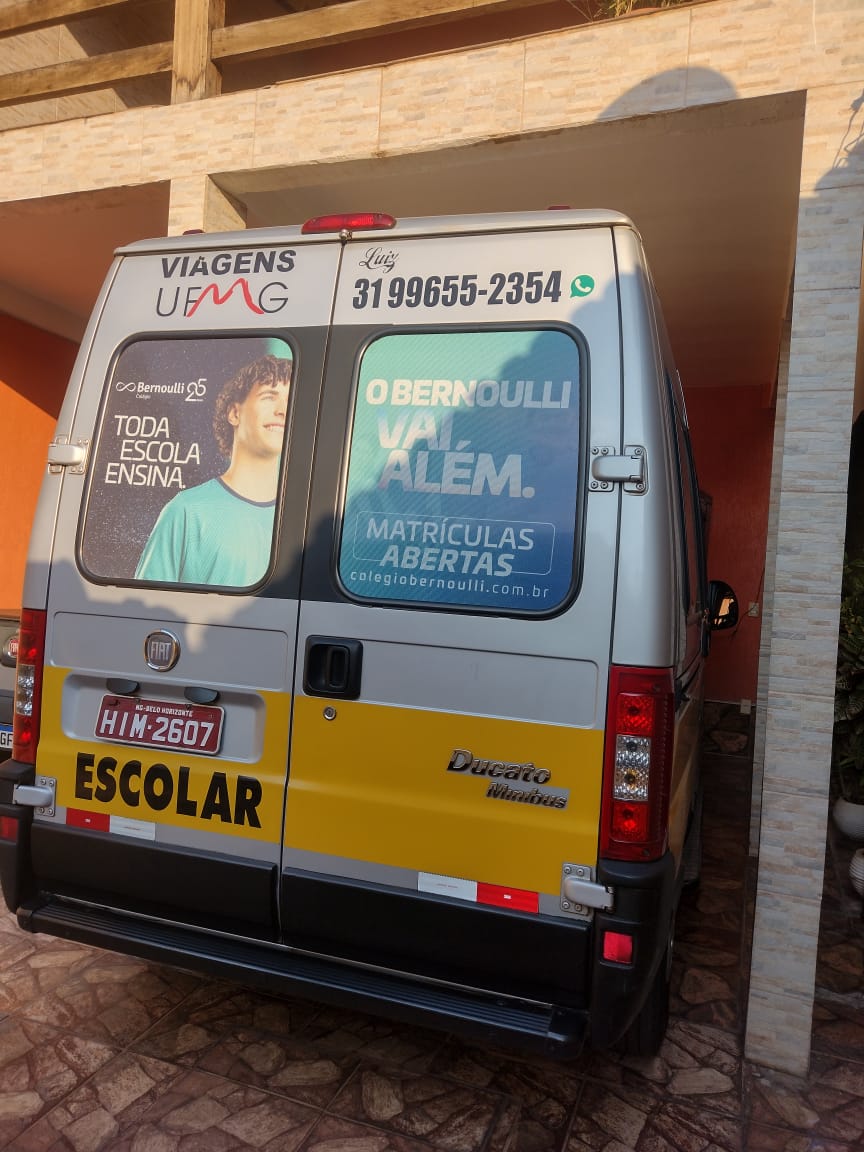 VIAGENS
UFMG
Luiz
31 99655-2354
Bernoulli 25
Colégio
TODA
ESCOLA
ENSINA.
O BERNOULLI
VAI
ALÉM.
MATRÍCULAS
ABERTAS
colegiobernoulli.com.br
FIAT
MG-BELO HORIZONTE
HIM-2607
ESCOLAR
Ducato
Minibus